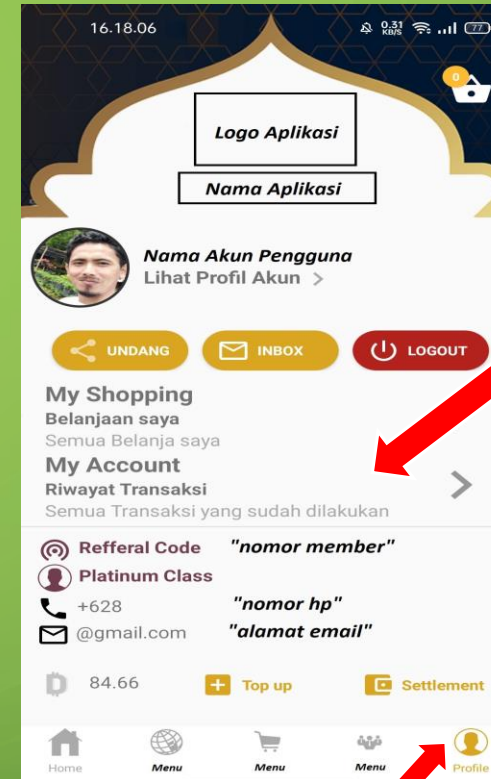 16.18.06 0.31 KB/S 77
0
Logo Aplikasi
Nama Aplikasi
Nama Akun Pengguna
Lihat Profil Akun >
UNDANG INBOX LOGOUT
My Shopping
Belanjaan saya
Semua Belanja saya
My Account
Riwayat Transaksi
Semua Transaksi yang sudah dilakukan
Refferal Code "nomor member"
Platinum Class
+628 "nomor hp"
@gmail.com "alamat email"
84.66 Top up Settlement
Home Menu Menu Menu Profile